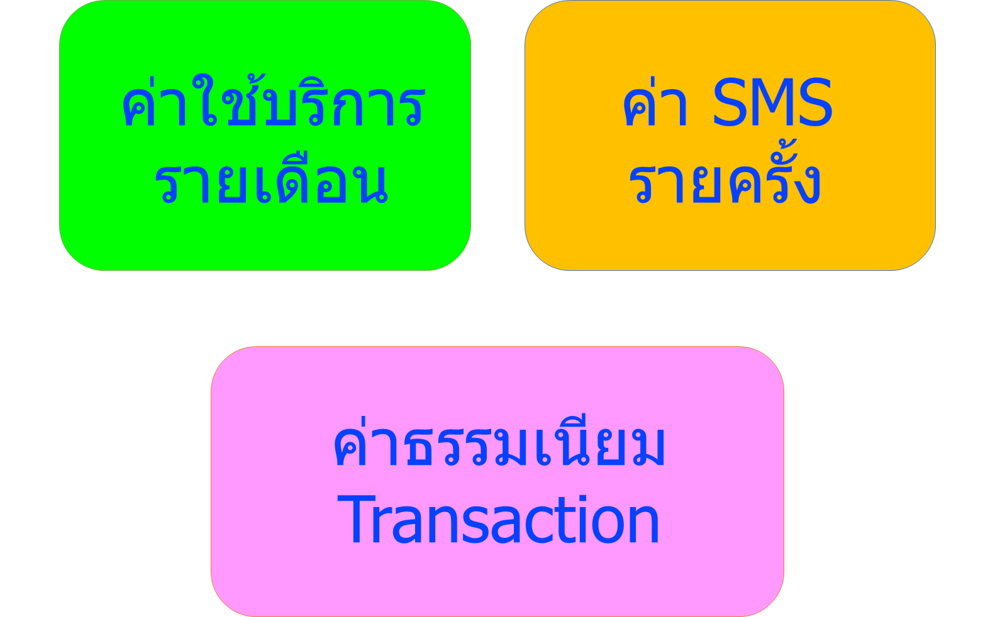 ค่าใช้บริการ
รายเดือน
ค่า SMS
รายครั้ง
ค่าธรรมเนียม
Transaction